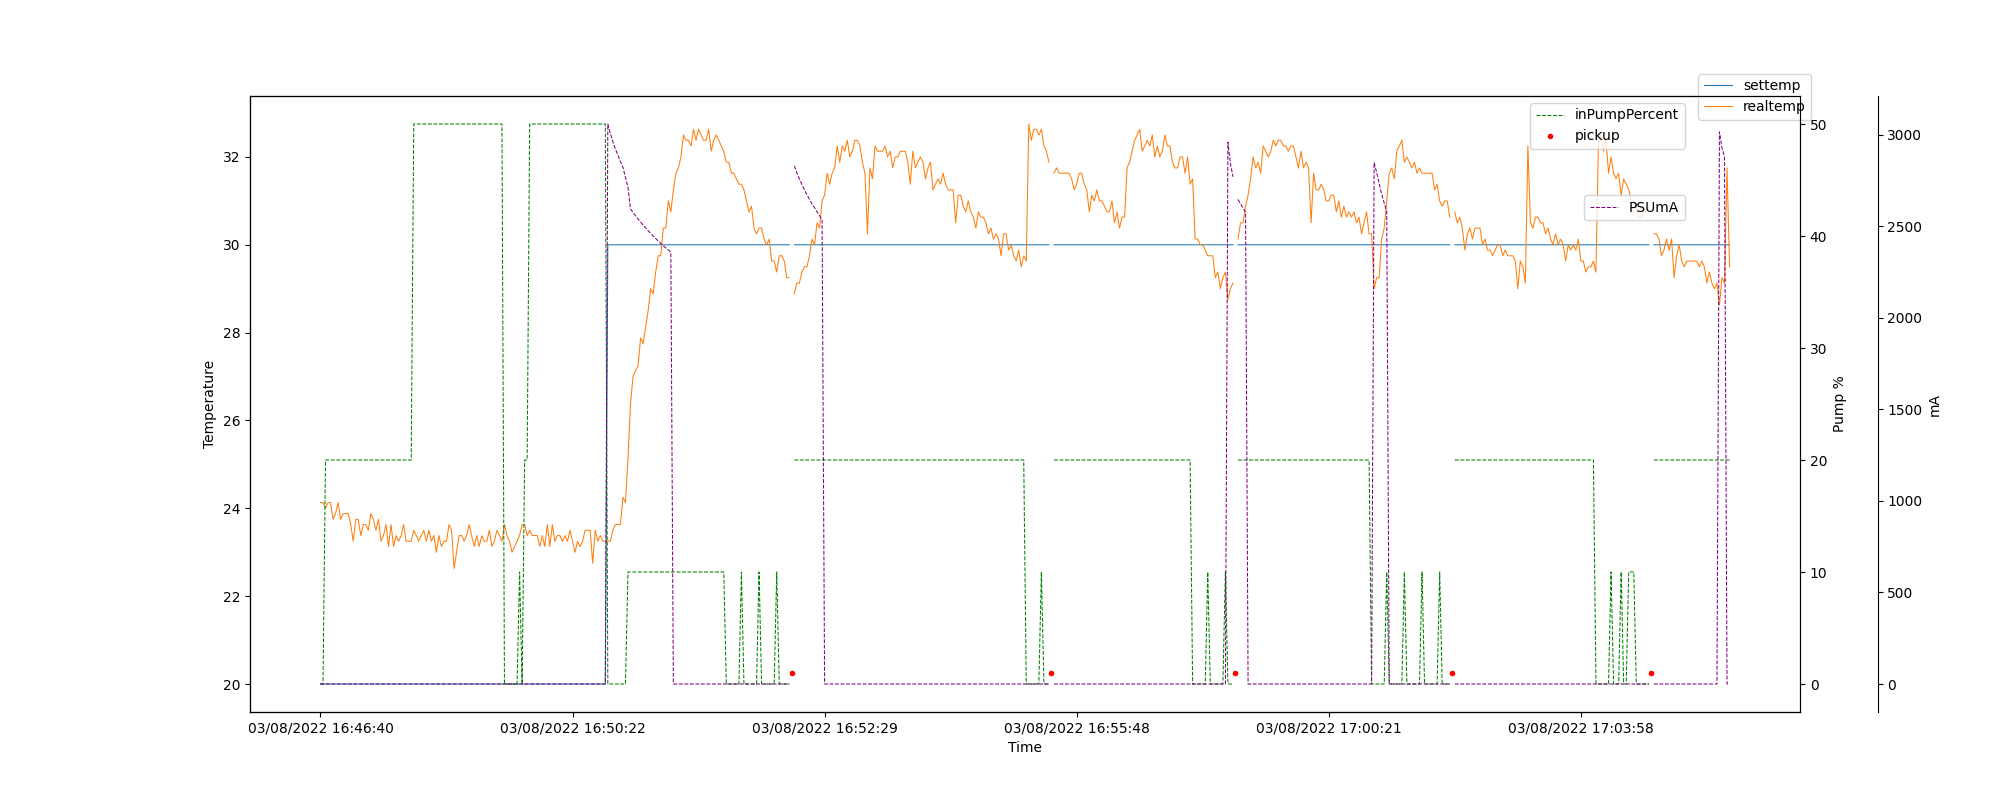 settemp
realtemp
inPumpPercent
pickup
PSUmA
Temperature
32
30
28
26
24
22
20
50
40
30
20
10
0
Pump %
3000
2500
2000
1500
1000
500
0
mA
03/08/2022 16:46:40
03/08/2022 16:50:22
03/08/2022 16:52:29
03/08/2022 16:55:48
03/08/2022 17:00:21
03/08/2022 17:03:58
Time